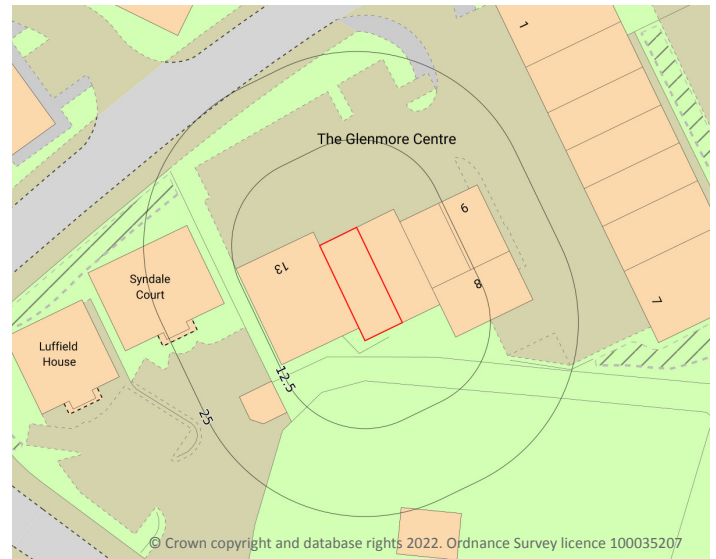 1
The Glenmore Centre
9
13
8
Syndale
Court
7
Luffield
House
12.5
25
© Crown copyright and database rights 2022. Ordnance Survey licence 100035207